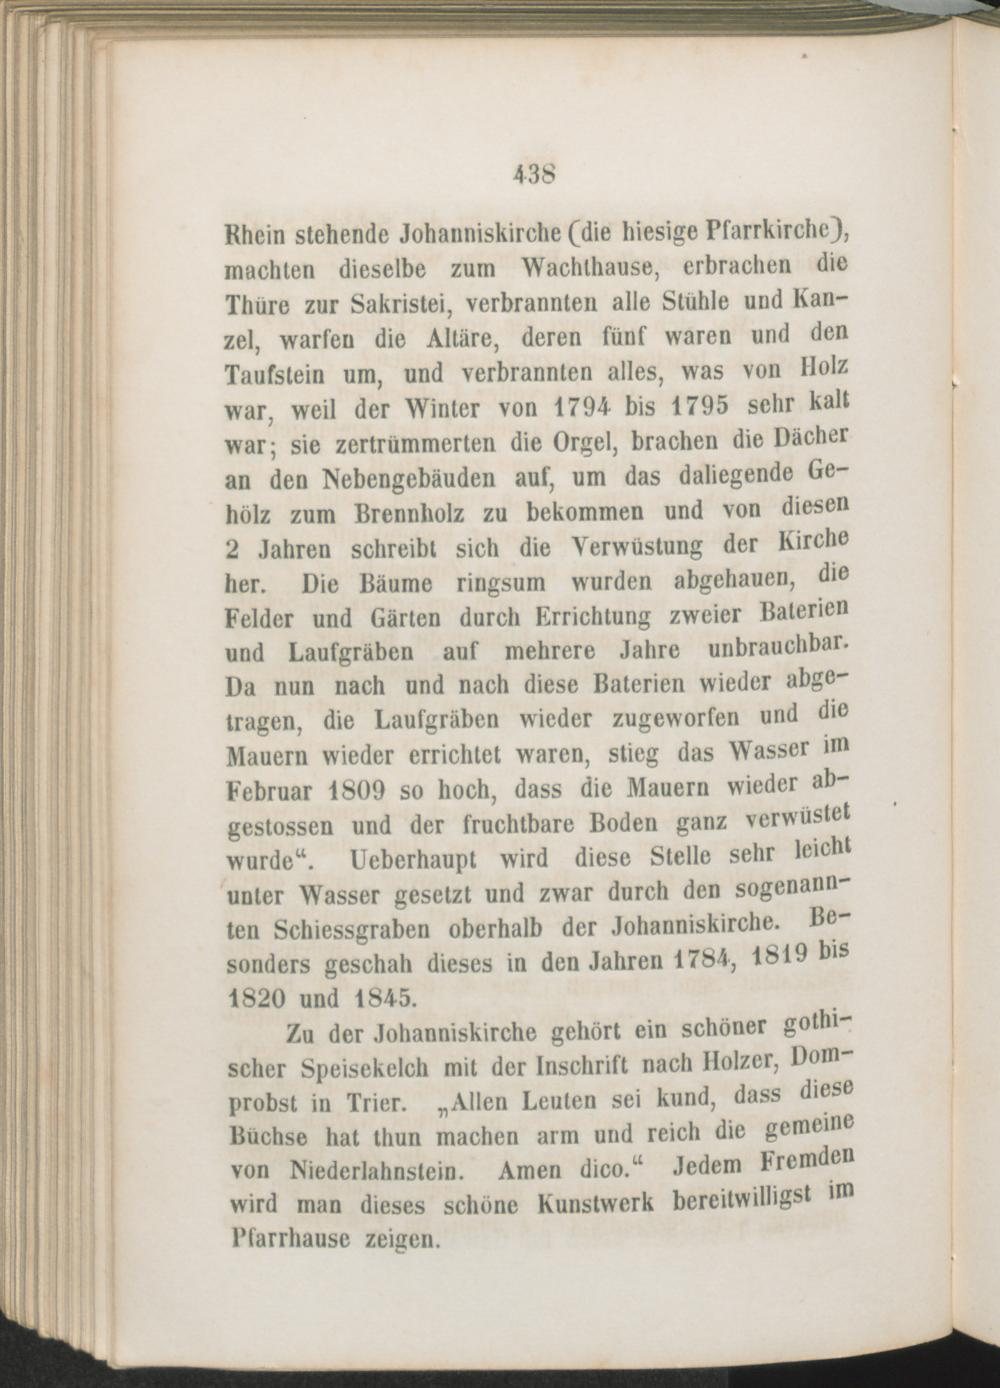 438
Rhein stehende Johanniskirche (die hiesige Pfarrkirche),
machten dieselbe zum Wachthause, erbrachen die
Thüre zur Sakristei, verbrannten alle Stühle und Kan-
zel, warfen die Altäre, deren fünf waren und den
Taufstein um, und verbrannten alles, was von Holz
war, weil der Winter von 1794 bis 1795 sehr kalt
war; sie zertrümmerten die Orgel, brachen die Dächer
an den Nebengebäuden auf, um das daliegende Ge-
hölz zum Brennholz zu bekommen und von diesen
2 Jahren schreibt sich die Verwüstung der Kirche
her. Die Bäume ringsum wurden abgehauen, die
Felder und Gärten durch Errichtung zweier Baterien
und Laufgräben auf mehrere Jahre unbrauchbar.
Da nun nach und nach diese Baterien wieder abge-
tragen, die Laufgräben wieder zugeworfen und die
Mauern wieder errichtet waren, stieg das Wasser im
Februar 1809 so hoch, dass die Mauern wieder ab-
gestossen und der fruchtbare Boden ganz verwüstet
wurde“. Ueberhaupt wird diese Stelle sehr leicht
unter Wasser gesetzt und zwar durch den sogenann-
ten Schiessgraben oberhalb der Johanniskirche. Be-
sonders geschah dieses in den Jahren 1784, 1819 bis
1820 und 1845.
Zu der Johanniskirche gehört ein schöner gothi-
scher Speisekelch mit der Inschrift nach Holzer, Dom-
probst in Trier. „Allen Leuten sei kund, dass diese
Büchse hat thun machen arm und reich die gemeine
von Niederlahnstein. Amen dico.“ Jedem Fremden
wird man dieses schöne Kunstwerk bereitwilligst im
Pfarrhause zeigen.